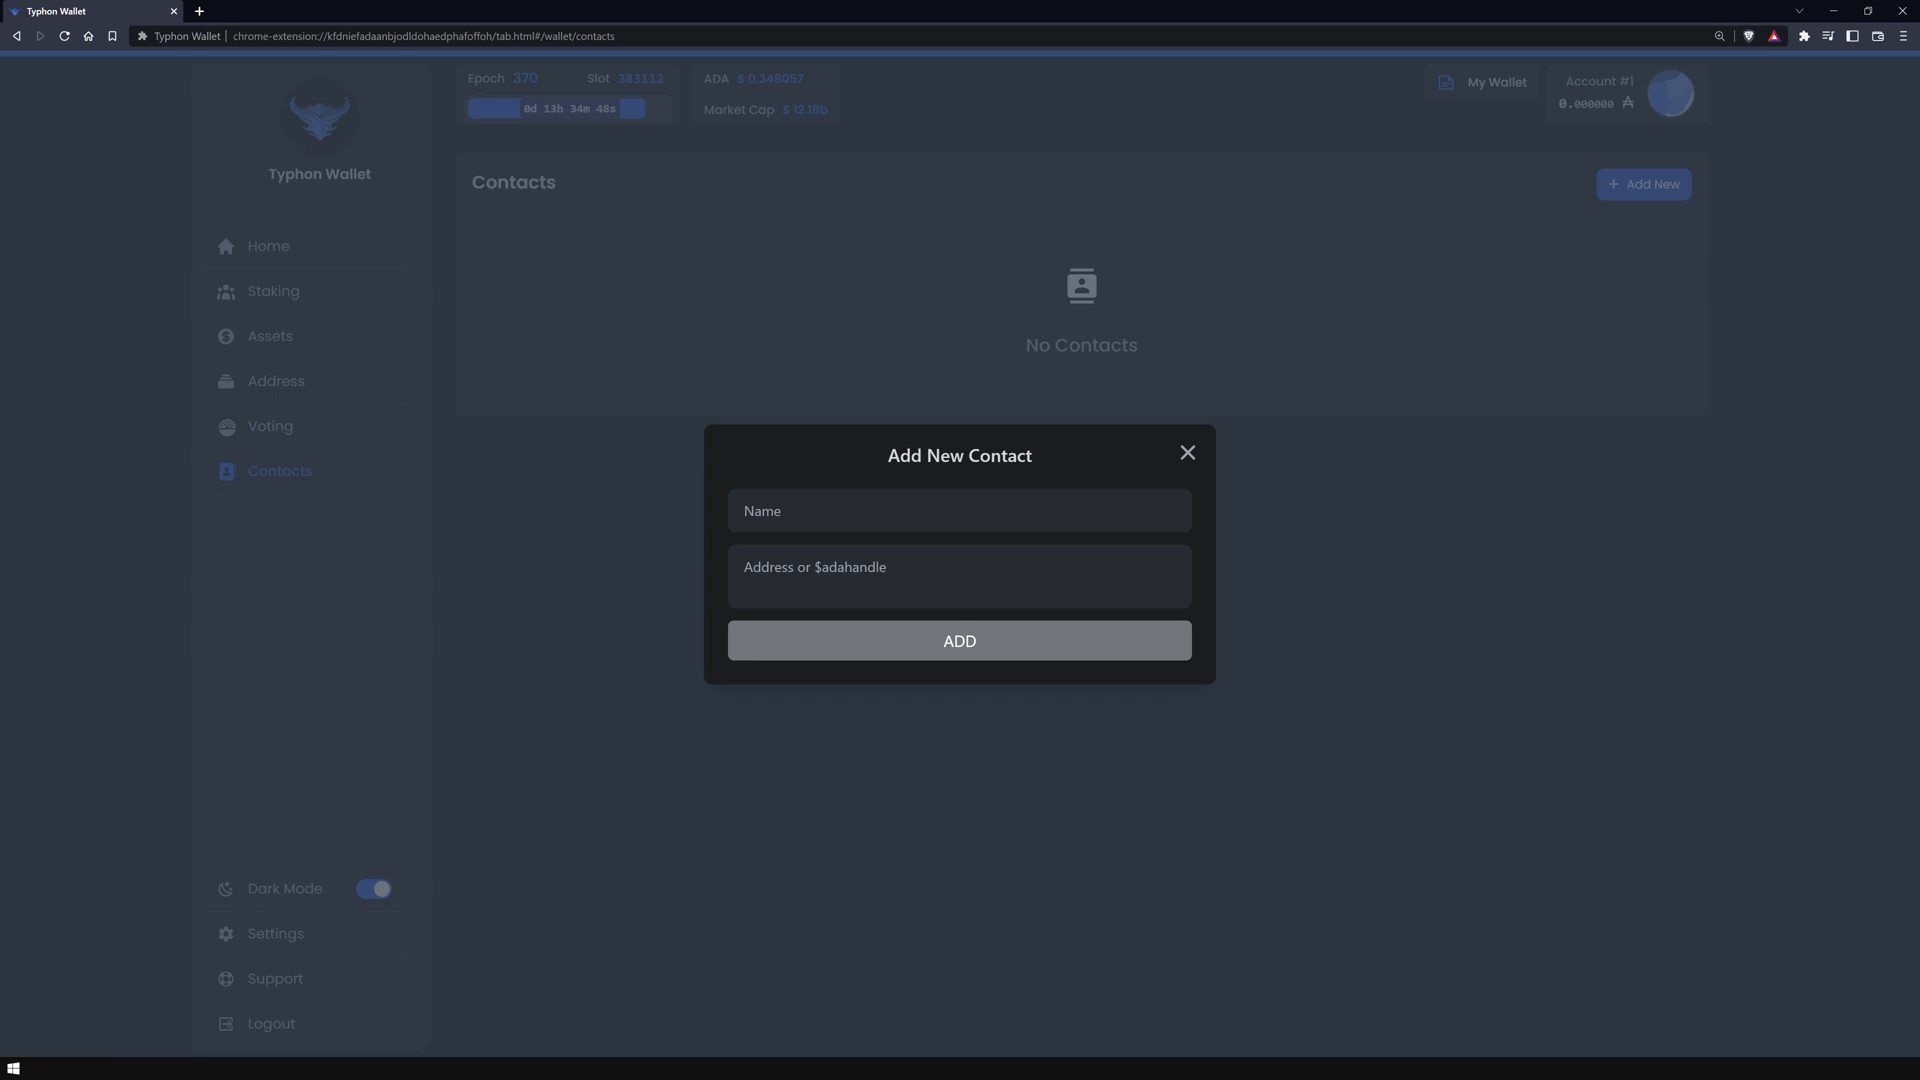 Typhon Wallet
Typhon Wallet | chrome-extension://kfdniefadaanbjodldohaedphafoffoh/tab.html#/wallet/contacts
Typhon Wallet
Home
Staking
Assets
Address
Voting
Contacts
Dark Mode
Settings
Support
Logout
Epoch 370 Slot 383112
0d 13h 34m 48s
ADA $ 0.348057
Market Cap $ 12.18b
My Wallet
Account #1
0.000000 ₳
Contacts
+ Add New
No Contacts
Add New Contact
Name
Address or $adahandle
ADD